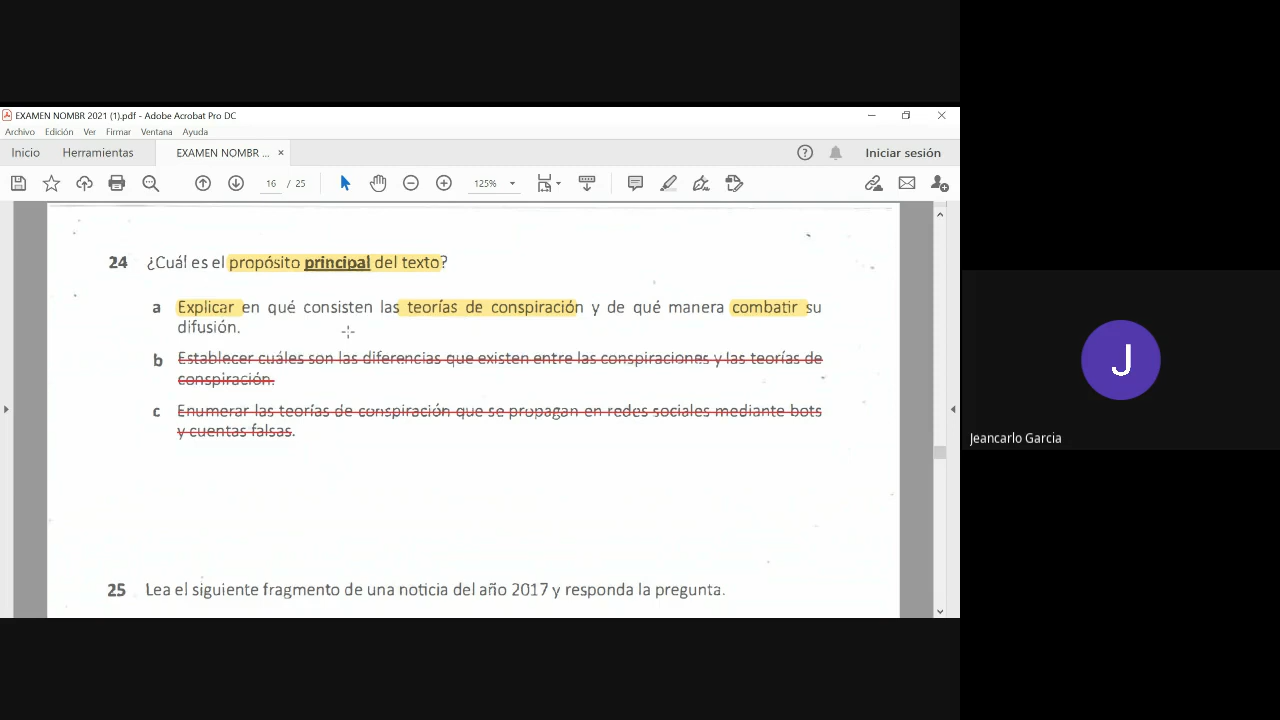 EXAMEN NOMBR 2021 (1).pdf - Adobe Acrobat Pro DC
Archivo Edición Ver Firmar Ventana Ayuda
Inicio Herramientas EXAMEN NOMBR ... × Iniciar sesión
16 / 25 125%
24 ¿Cuál es el propósito principal del texto?
a Explicar en qué consisten las teorías de conspiración y de qué manera combatir su
difusión.
b Establecer cuáles son las diferencias que existen entre las conspiraciones y las teorías de
conspiración.
c Enumerar las teorías de conspiración que se propagan en redes sociales mediante bots
y cuentas falsas.
25 Lea el siguiente fragmento de una noticia del año 2017 y responda la pregunta.
J
Jeancarlo Garcia